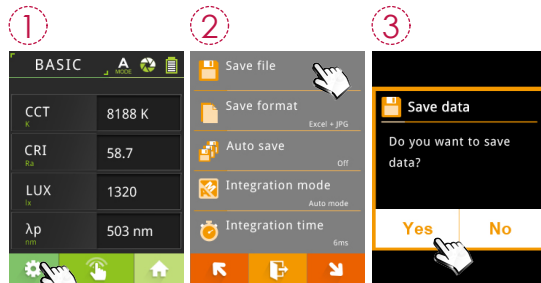 1
BASIC
A
MODE
CCT
K
8188 K
CRI
Ra
58.7
LUX
lx
1320
λp
nm
503 nm
2
Save file
Save format
Excel + JPG
Auto save
Off
Integration mode
Auto mode
Integration time
6ms
3
Save data
Do you want to save
data?
Yes No